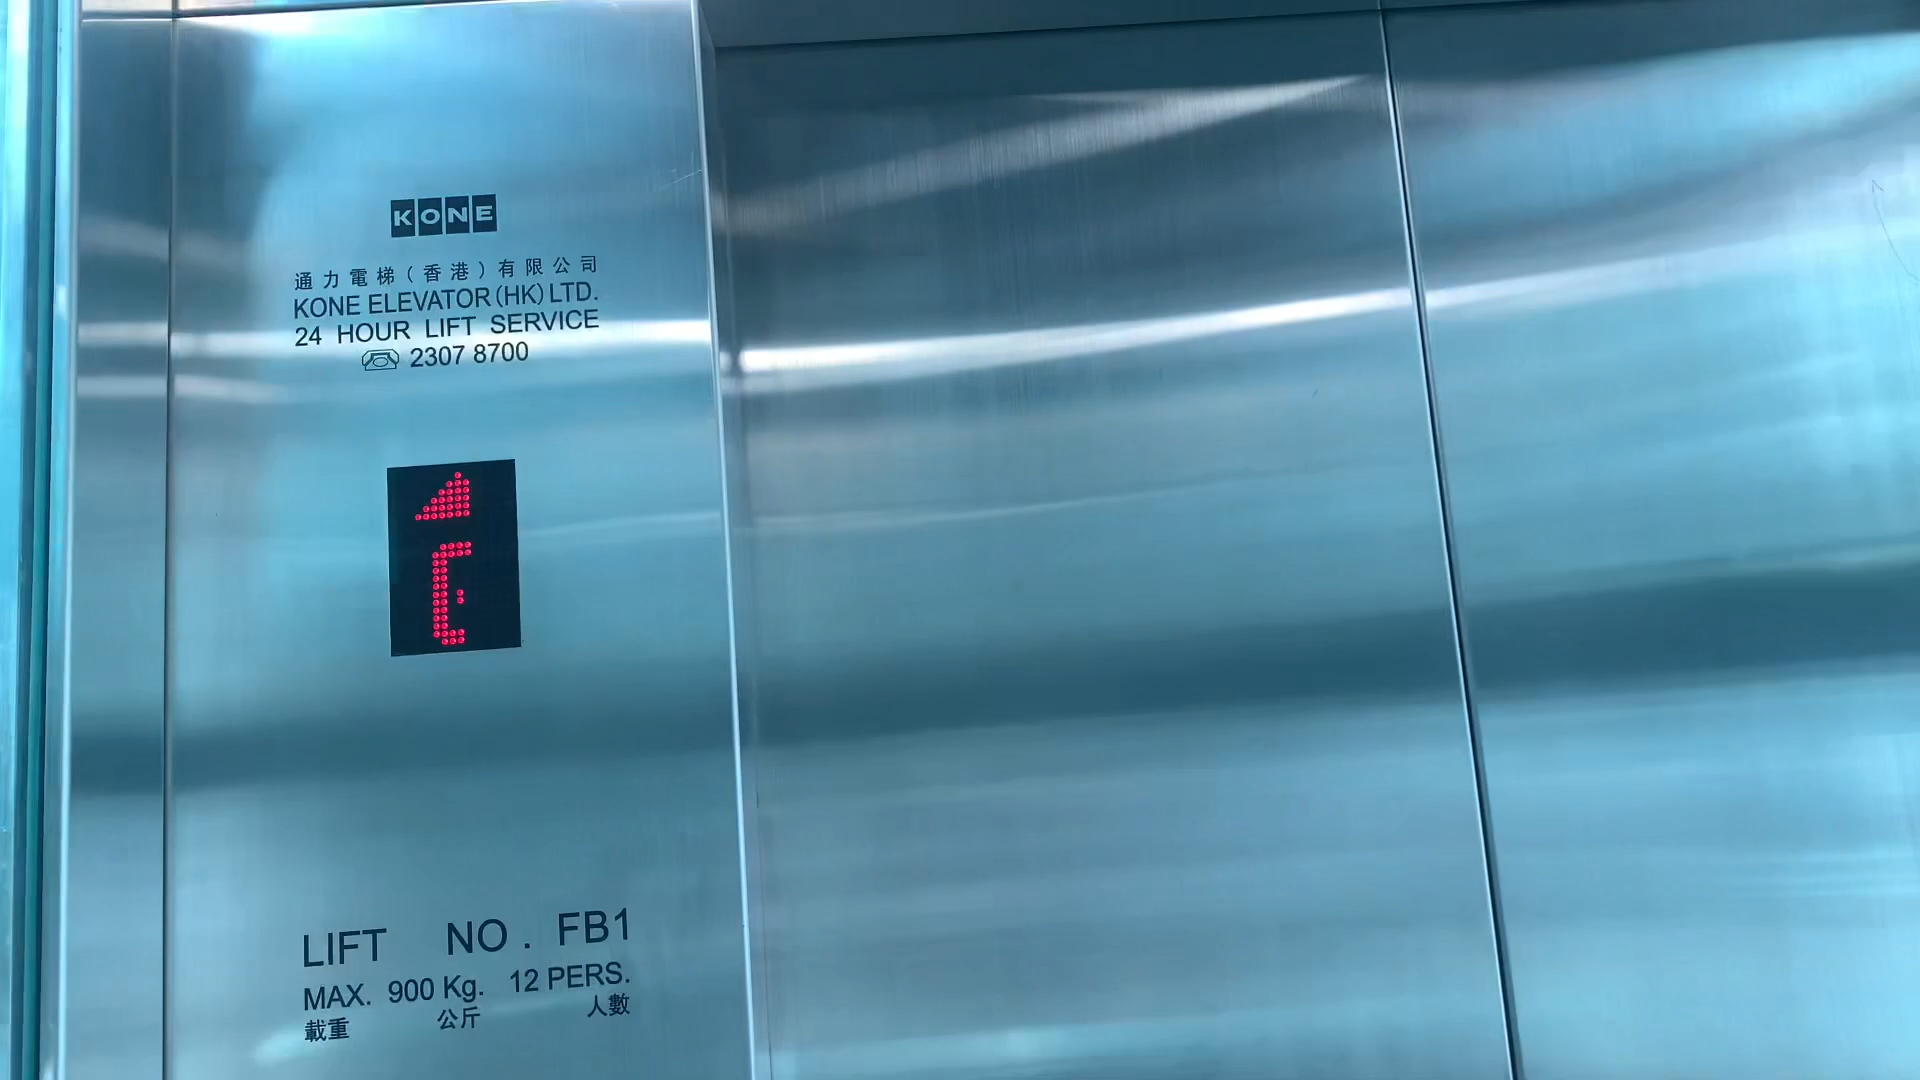 KONE
通力電梯(香港)有限公司
KONE ELEVATOR (HK) LTD.
24 HOUR LIFT SERVICE
2307 8700
LIFT NO. FB1
MAX. 900 Kg. 12 PERS.
載重 公斤 人數